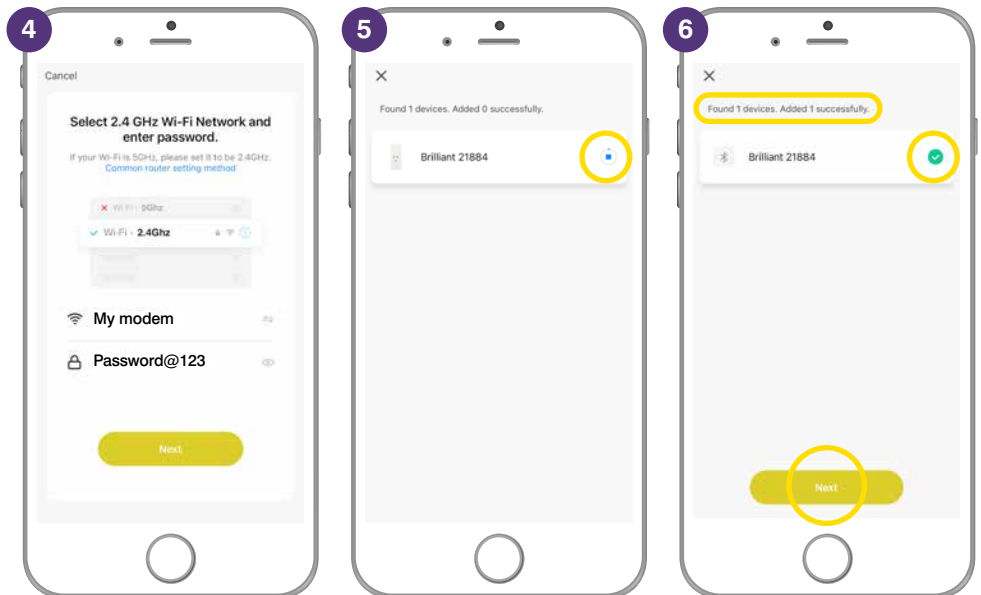 4
Cancel
Select 2.4 GHz Wi-Fi Network and
enter password.
If your Wi-Fi is 5GHz, please set it to be 2.4GHz.
Common router setting method
Wi-Fi - 5Ghz
Wi-Fi - 2.4Ghz
My modem
Password@123
Next
5
Found 1 devices. Added 0 successfully.
Brilliant 21884
6
Found 1 devices. Added 1 successfully.
Brilliant 21884
Next